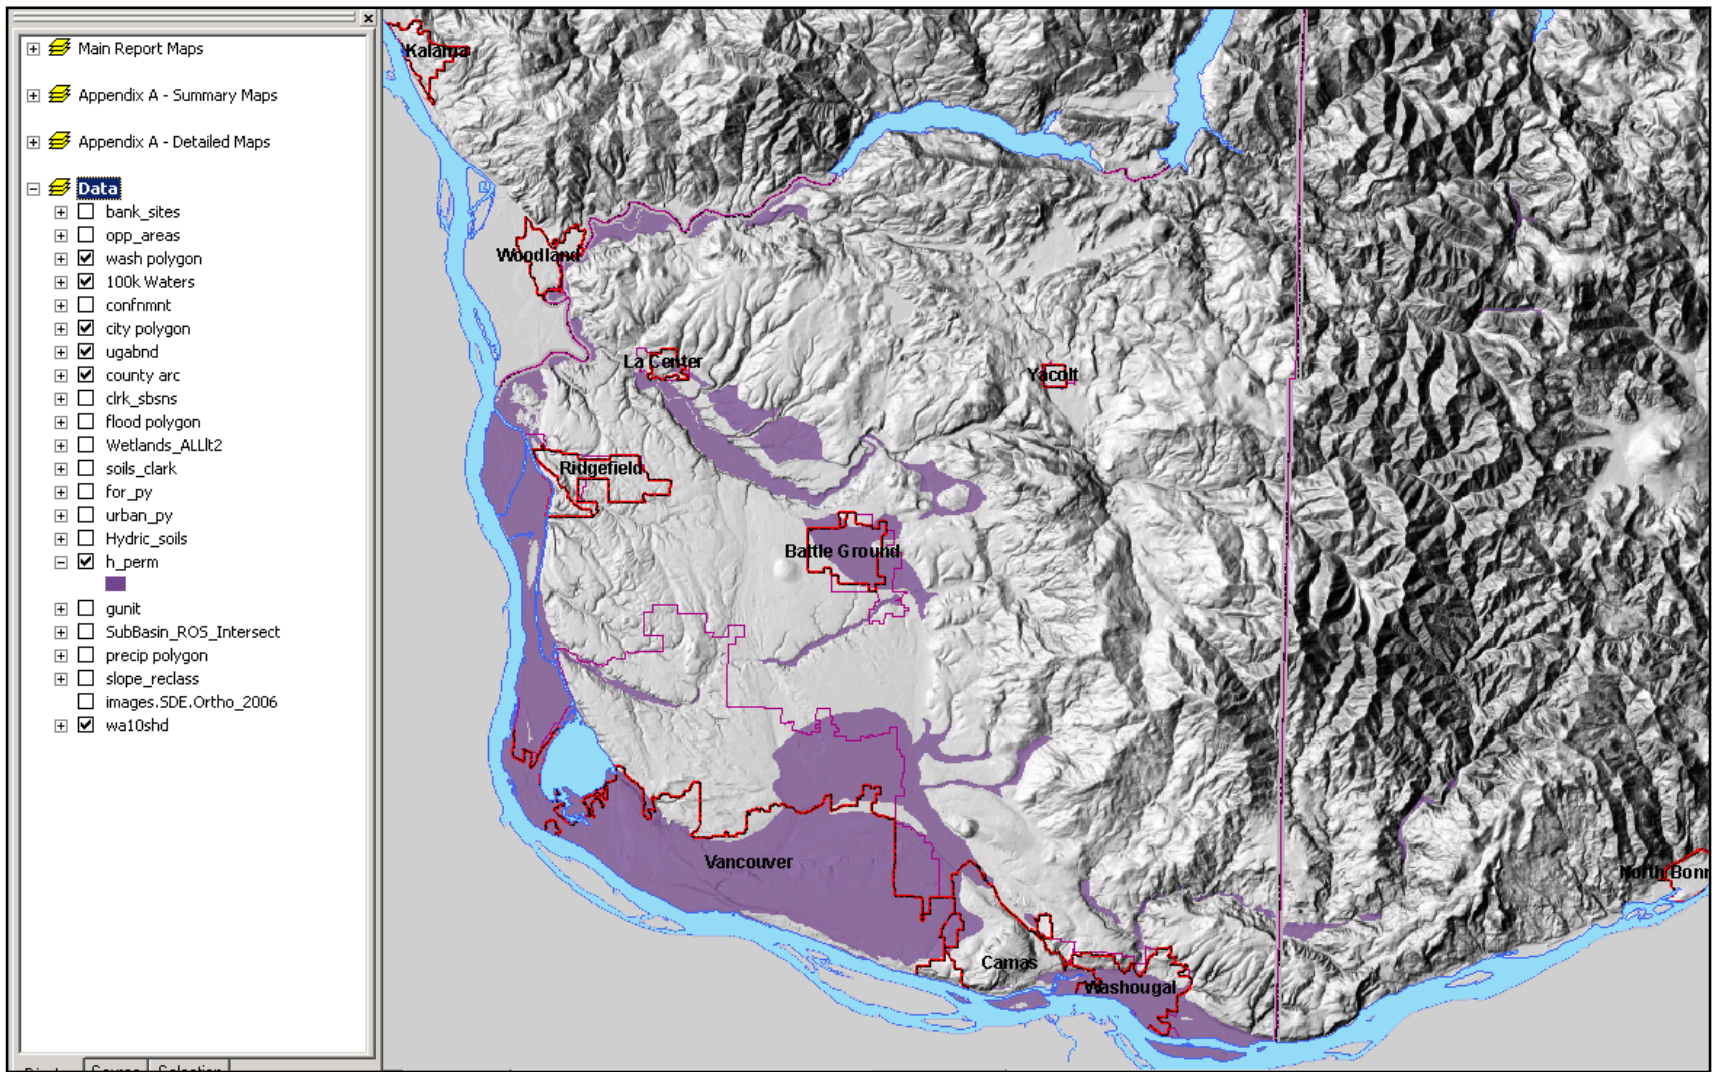 Main Report Maps
Appendix A - Summary Maps
Appendix A - Detailed Maps
Data
bank_sites
opp_areas
wash polygon
100k Waters
confnmnt
city polygon
ugabnd
county arc
clrk_sbsns
flood polygon
Wetlands_ALLlt2
soils_clark
for_py
urban_py
Hydric_soils
h_perm
gunit
SubBasin_ROS_Intersect
precip polygon
slope_reclass
images.SDE.Ortho_2006
wa10shd
Source Selection
Kalama
Woodland
La Center
Yacolt
Ridgefield
Battle Ground
Vancouver
North Bonn
Camas
Washougal